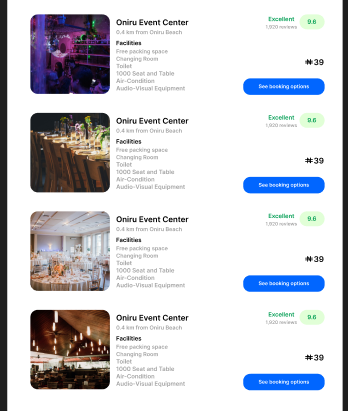 Oniru Event Center
0.4 km from Oniru Beach
Facilities
Free packing space
Changing Room
Toilet
1000 Seat and Table
Air-Condition
Audio-Visual Equipment
Excellent
1,920 reviews
9.6
₦39
See booking options
Oniru Event Center
0.4 km from Oniru Beach
Facilities
Free packing space
Changing Room
Toilet
1000 Seat and Table
Air-Condition
Audio-Visual Equipment
Excellent
1,920 reviews
9.6
₦39
See booking options
Oniru Event Center
0.4 km from Oniru Beach
Facilities
Free packing space
Changing Room
Toilet
1000 Seat and Table
Air-Condition
Audio-Visual Equipment
Excellent
1,920 reviews
9.6
₦39
See booking options
Oniru Event Center
0.4 km from Oniru Beach
Facilities
Free packing space
Changing Room
Toilet
1000 Seat and Table
Air-Condition
Audio-Visual Equipment
Excellent
1,920 reviews
9.6
₦39
See booking options